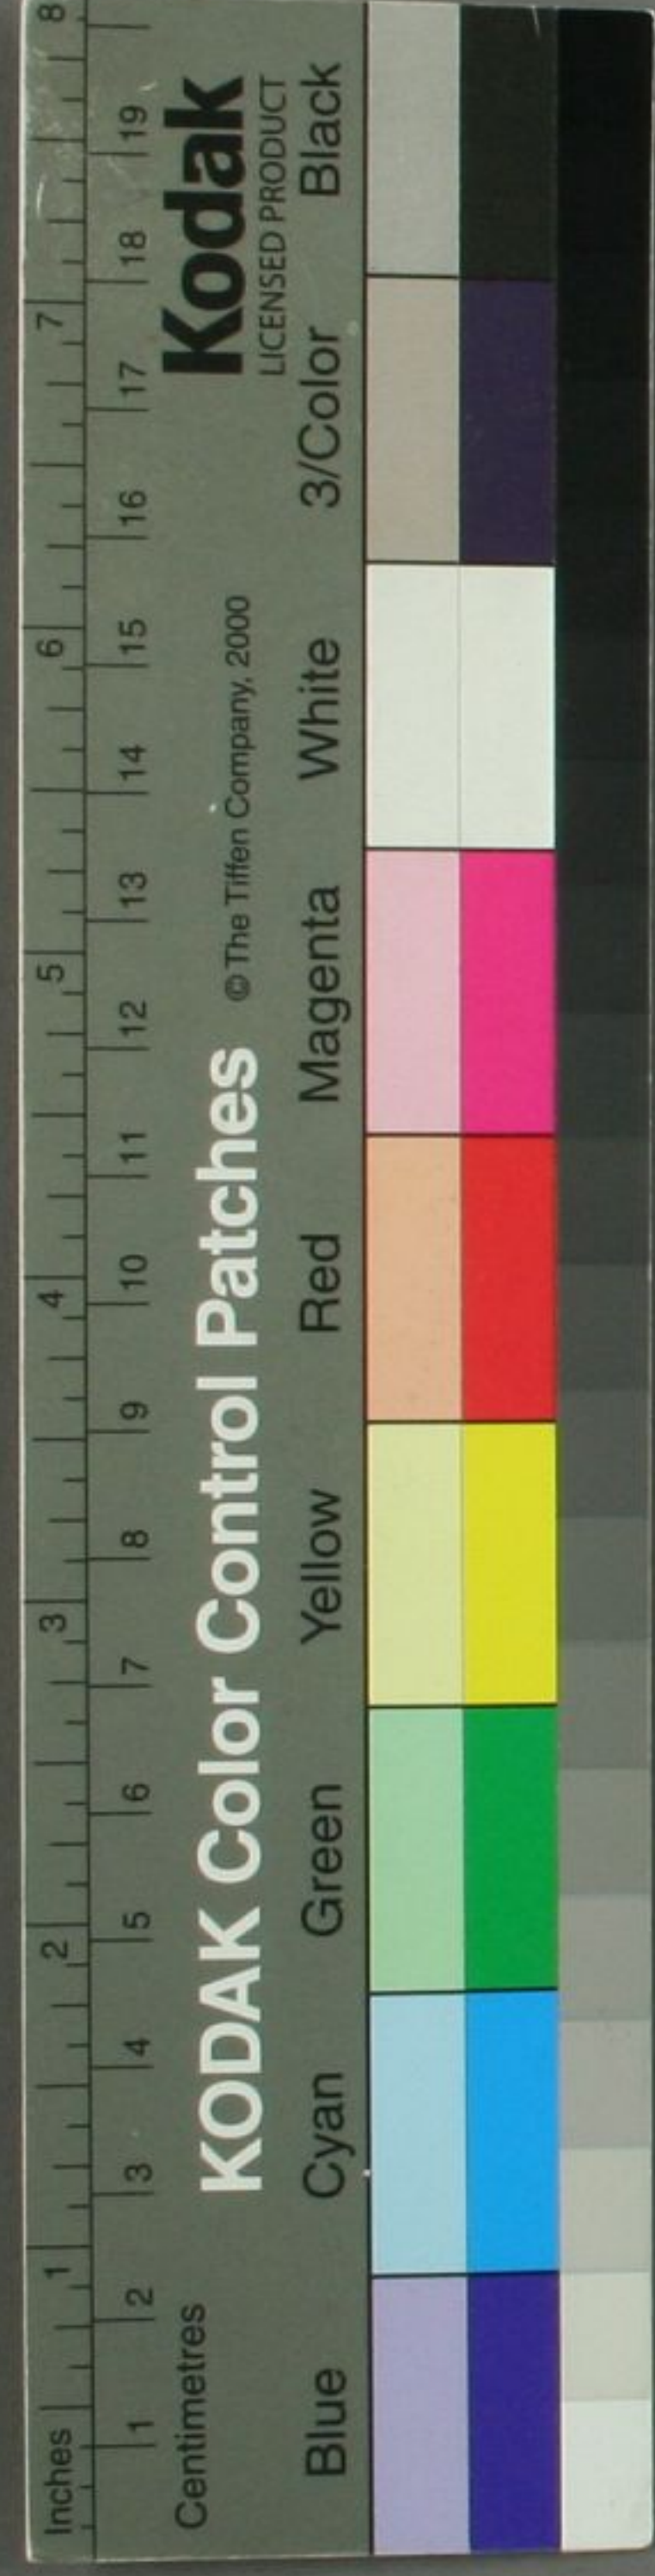 Inches 1 2 3 4 5 6 7 8
1 2 3 4 5 6 7 8 9 10 11 12 13 14 15 16 17 18 19
Centimetres
KODAK Color Control Patches © The Tiffen Company, 2000
Kodak
LICENSED PRODUCT
Blue Cyan Green Yellow Red Magenta White 3/Color Black